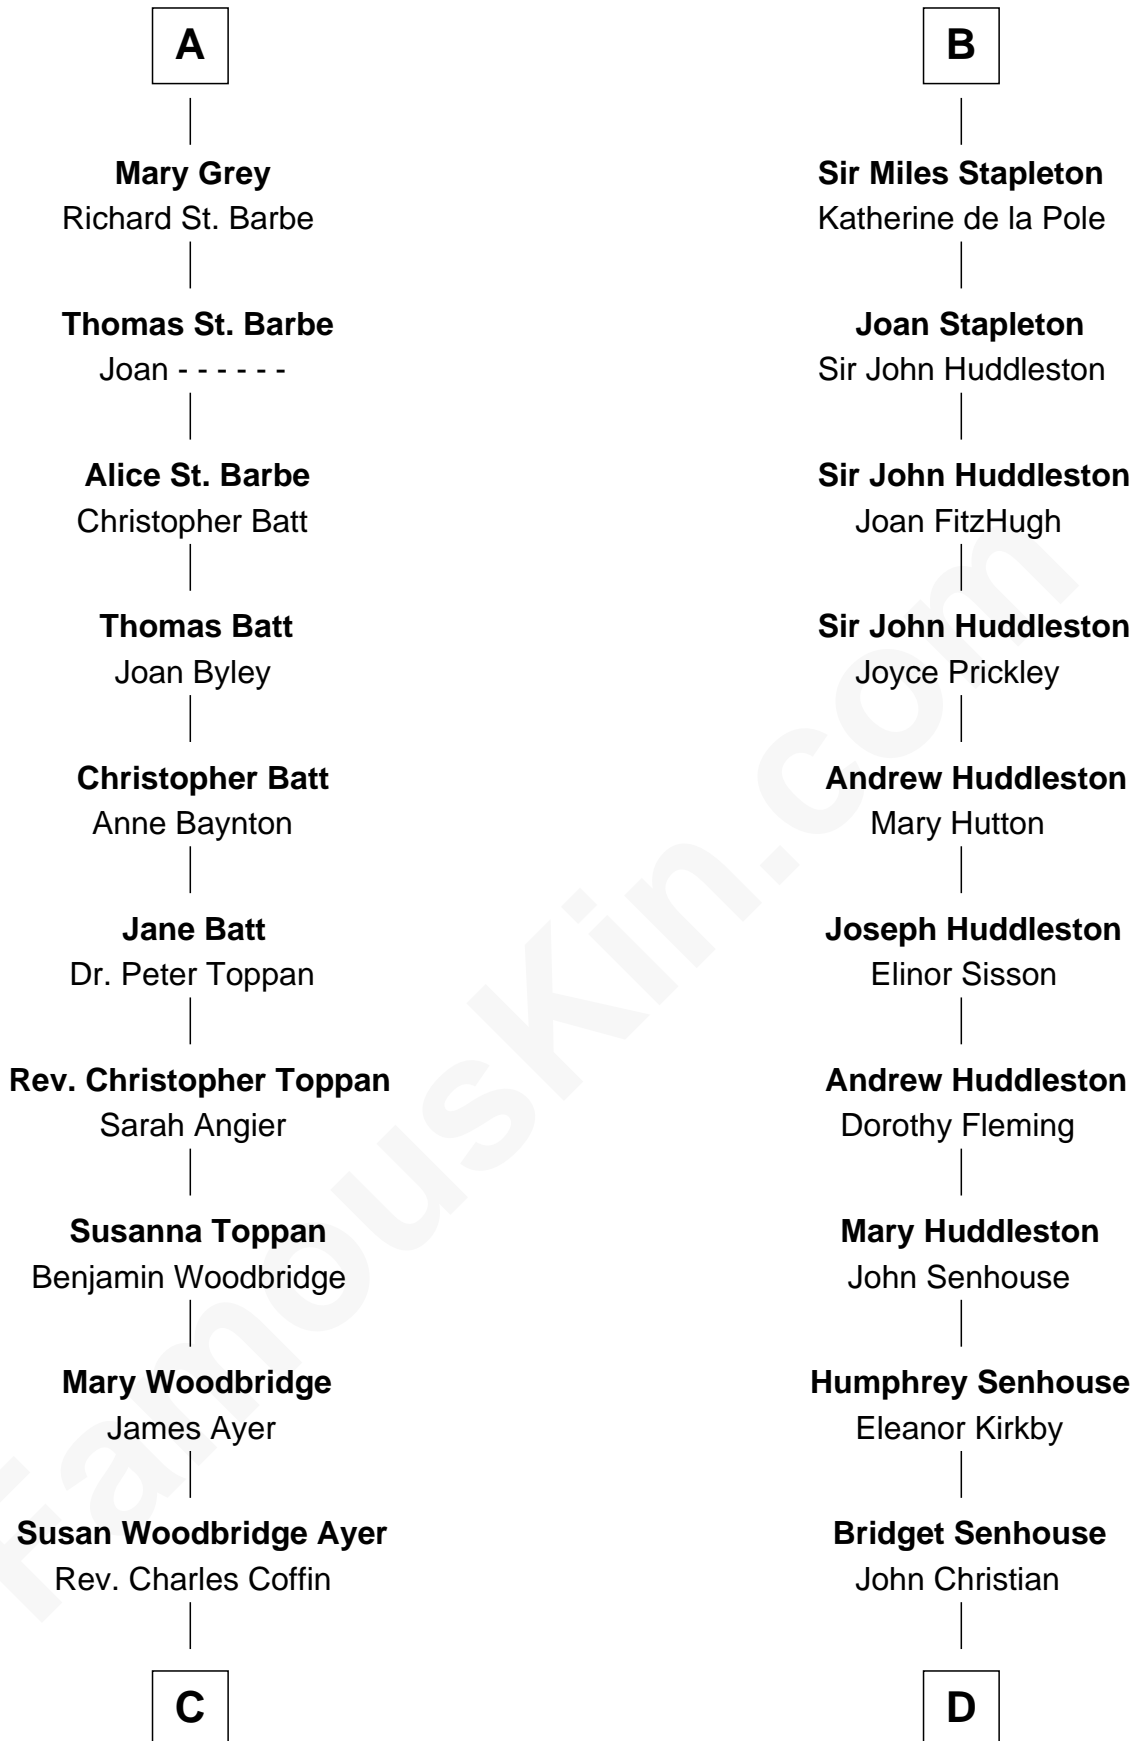 A
Mary Grey
Richard St. Barbe
Thomas St. Barbe
Joan - - - - - -
Alice St. Barbe
Christopher Batt
Thomas Batt
Joan Byley
Christopher Batt
Anne Baynton
Jane Batt
Dr. Peter Toppan
Rev. Christopher Toppan
Sarah Angier
Susanna Toppan
Benjamin Woodbridge
Mary Woodbridge
James Ayer
Susan Woodbridge Ayer
Rev. Charles Coffin
C
B
Sir Miles Stapleton
Katherine de la Pole
Joan Stapleton
Sir John Huddleston
Sir John Huddleston
Joan FitzHugh
Sir John Huddleston
Joyce Prickley
Andrew Huddleston
Mary Hutton
Joseph Huddleston
Elinor Sisson
Andrew Huddleston
Dorothy Fleming
Mary Huddleston
John Senhouse
Humphrey Senhouse
Eleanor Kirkby
Bridget Senhouse
John Christian
D
FamousKin.com